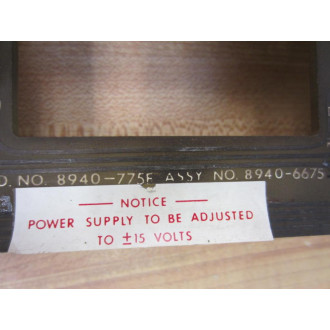 D. NO. 8940-775F ASSY NO. 8940-6675
— NOTICE —
POWER SUPPLY TO BE ADJUSTED
TO ±15 VOLTS